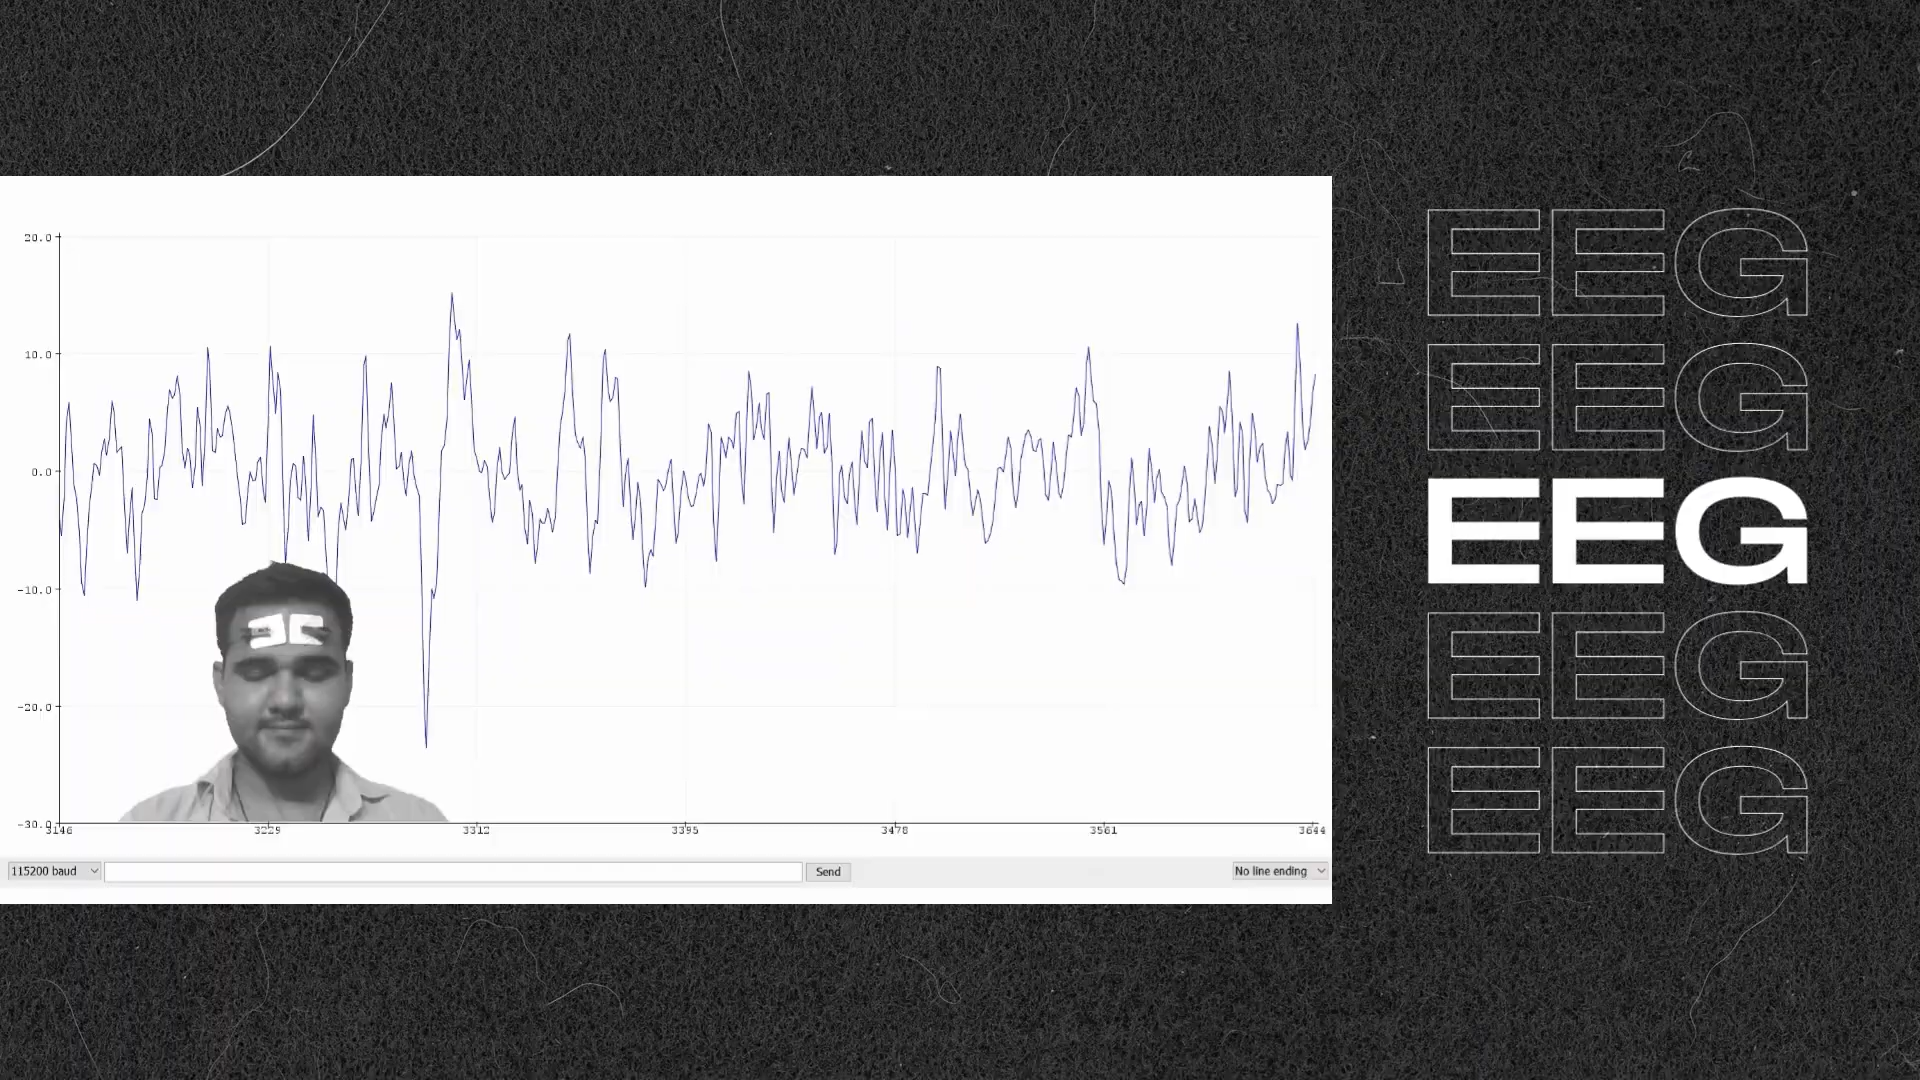 20.0
10.0
0.0
-10.0
-20.0
-30.0
3146 3229 3312 3395 3478 3561 3644
115200 baud Send No line ending
EEG
EEG
EEG
EEG
EEG